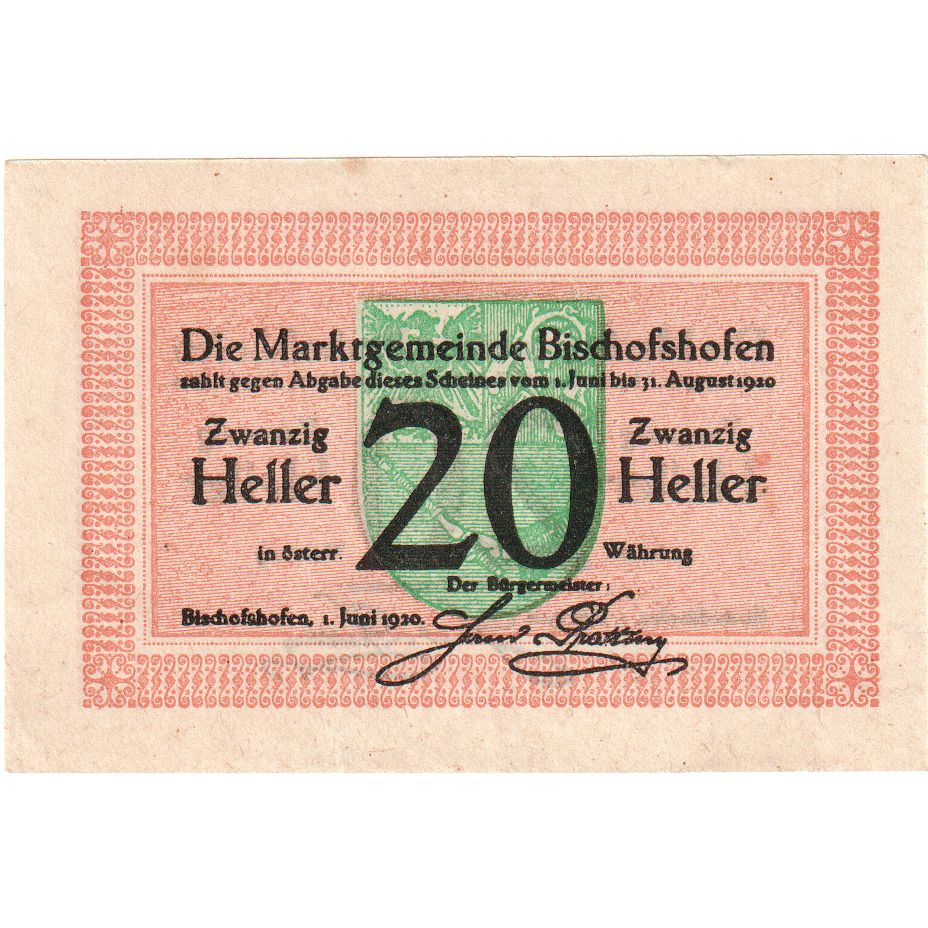 Die Marktgemeinde Bischofshofen
zahlt gegen Abgabe dieses Scheines vom 1. Juni bis 31. August 1920
Zwanzig Heller
20
Zwanzig Heller
in österr. Währung
Der Bürgermeister:
Bischofshofen, 1. Juni 1920.